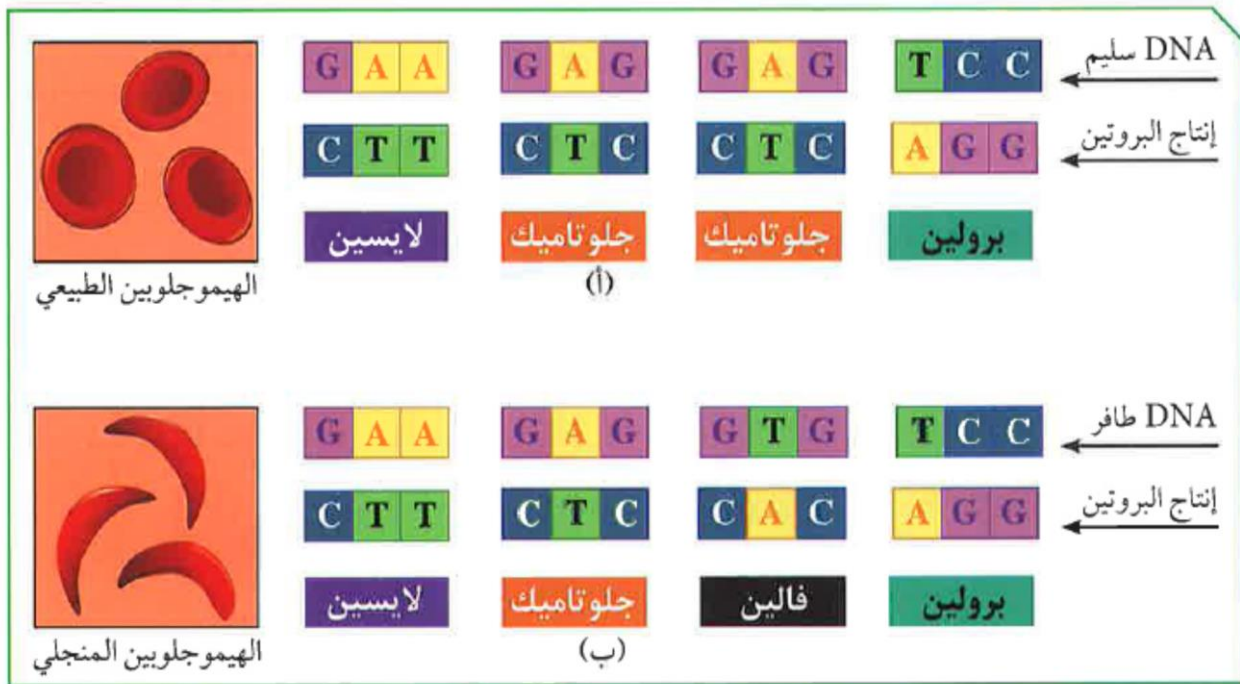 DNA سليم
T C C G A G G A G G A A
إنتاج البروتين
A G G C T C C T C C T T
برولين جلوتاميك جلوتاميك لايسين
(أ)
الهيموجلوبين الطبيعي
DNA طافر
T C C G T G G A G G A A
إنتاج البروتين
A G G C A C C T C C T T
برولين فالين جلوتاميك لايسين
(ب)
الهيموجلوبين المنجلي